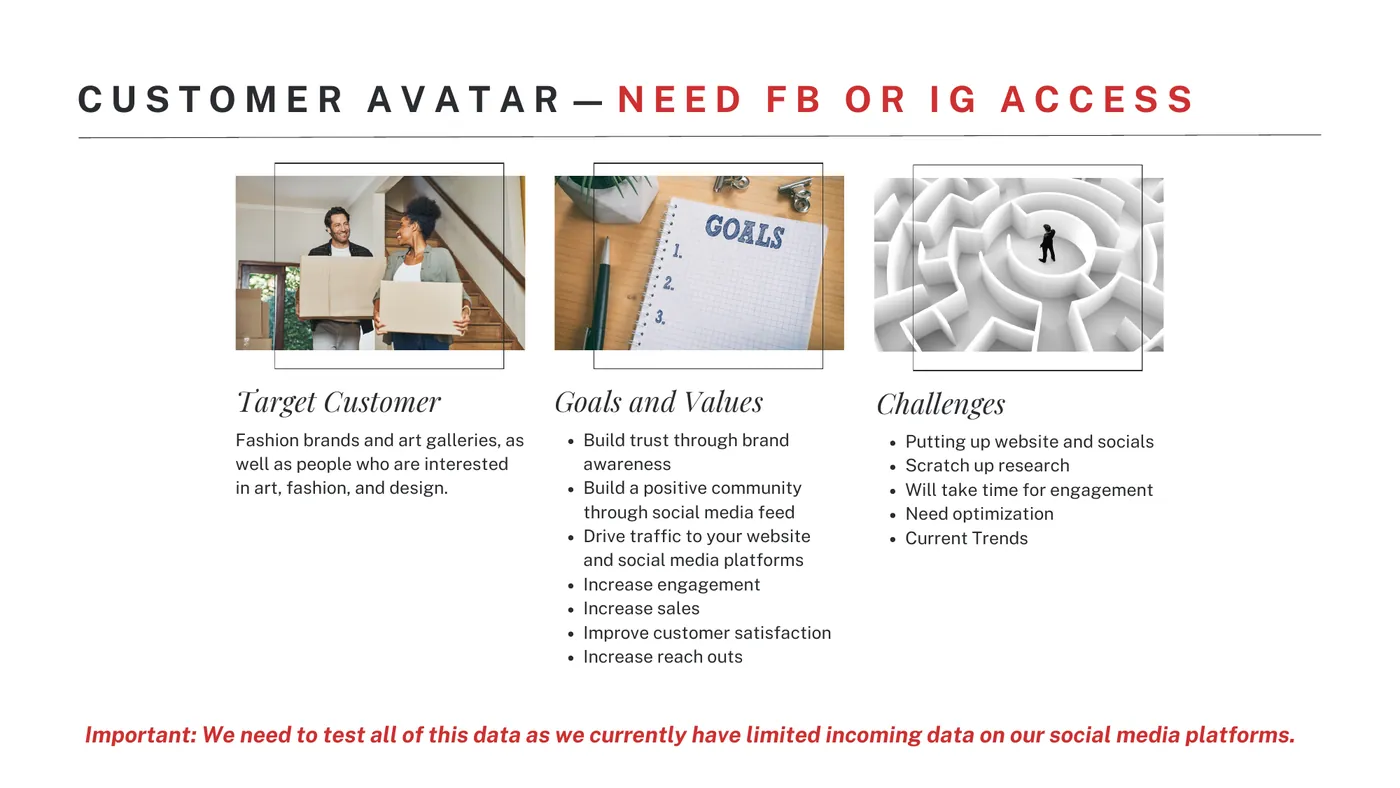 CUSTOMER AVATAR — NEED FB OR IG ACCESS
GOALS
1.
2.
3.
Target Customer
Fashion brands and art galleries, as
well as people who are interested
in art, fashion, and design.
Goals and Values
• Build trust through brand
awareness
• Build a positive community
through social media feed
• Drive traffic to your website
and social media platforms
• Increase engagement
• Increase sales
• Improve customer satisfaction
• Increase reach outs
Challenges
• Putting up website and socials
• Scratch up research
• Will take time for engagement
• Need optimization
• Current Trends
Important: We need to test all of this data as we currently have limited incoming data on our social media platforms.